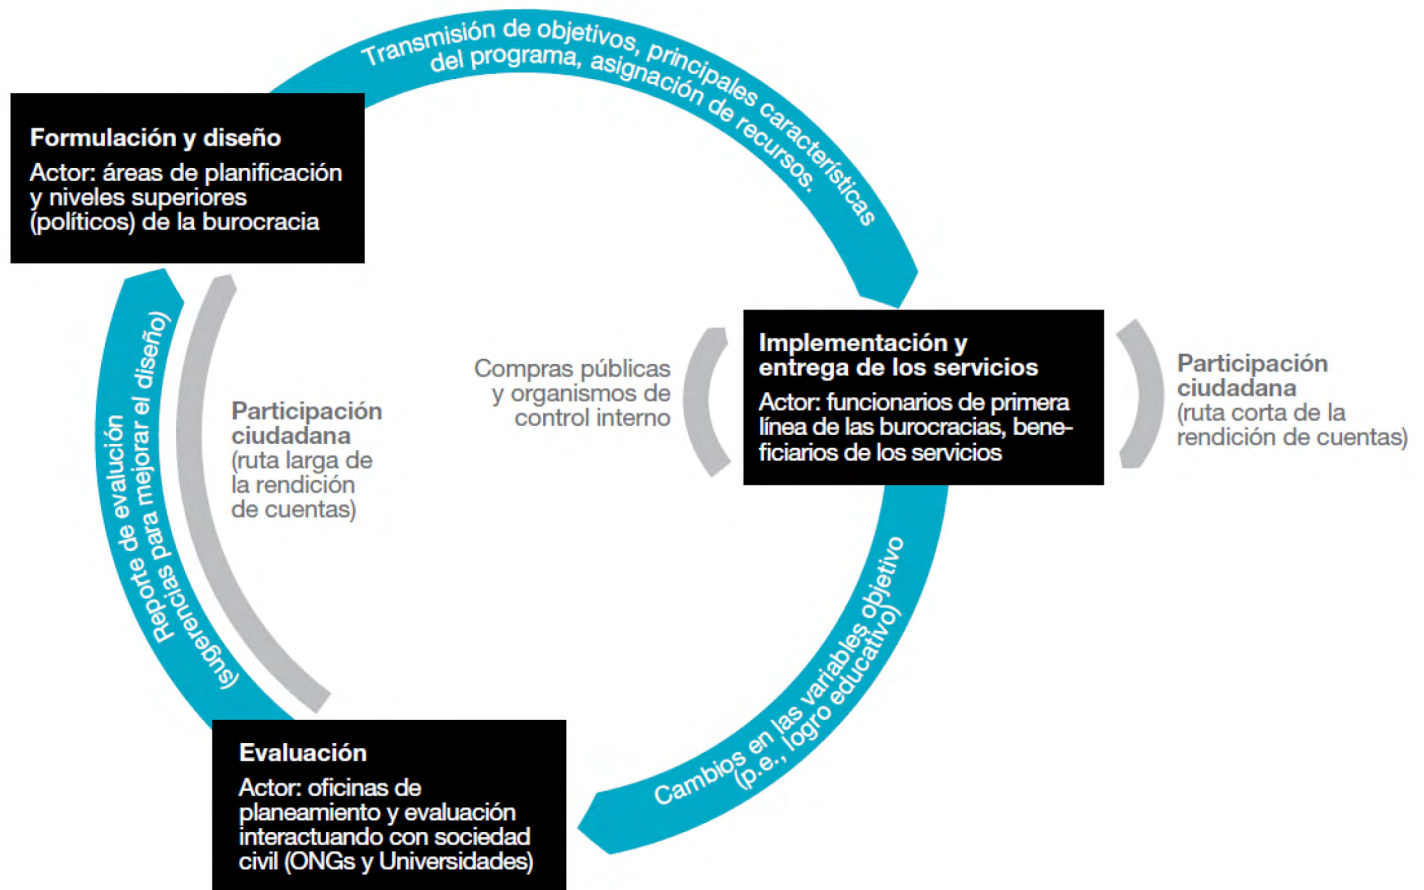 Transmisión de objetivos, principales características
del programa, asignación de recursos.
Formulación y diseño
Actor: áreas de planificación
y niveles superiores
(políticos) de la burocracia
Implementación y
entrega de los servicios
Actor: funcionarios de primera
línea de las burocracias, bene-
ficiarios de los servicios
Compras públicas
y organismos de
control interno
Participación
ciudadana
(ruta corta de la
rendición de cuentas)
Participación
ciudadana
(ruta larga de
la rendición
de cuentas)
Reporte de evalución
(sugerencias para mejorar el diseño)
Cambios en las variables objetivo
(p.e., logro educativo)
Evaluación
Actor: oficinas de
planeamiento y evaluación
interactuando con sociedad
civil (ONGs y Universidades)